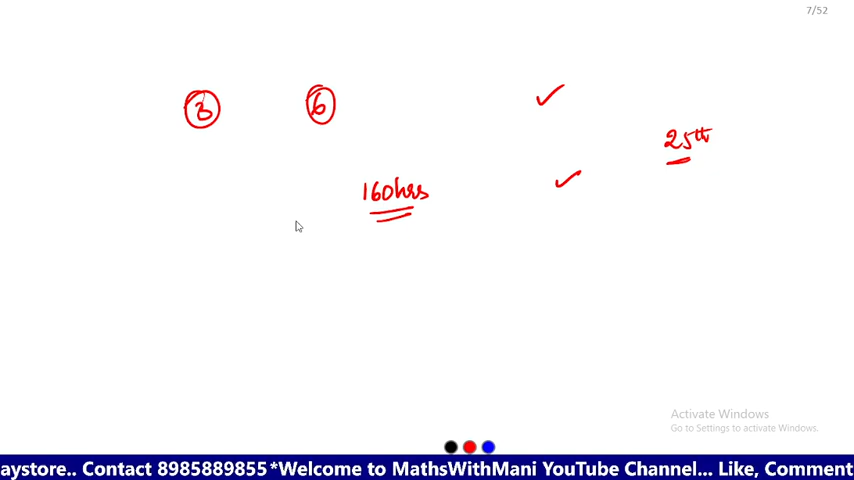 7/52
3 6
25th
160hrs
Activate Windows
Go to Settings to activate Windows.
aystore.. Contact 8985889855*Welcome to MathsWithMani YouTube Channel... Like, Comment